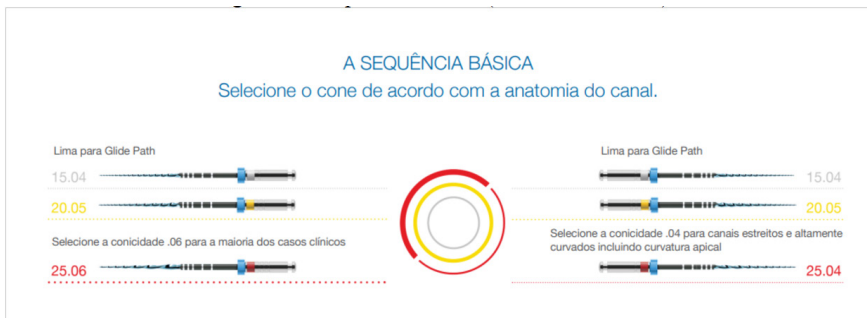 A SEQUÊNCIA BÁSICA
Selecione o cone de acordo com a anatomia do canal.
Lima para Glide Path
15.04
20.05
Selecione a conicidade .06 para a maioria dos casos clínicos
25.06
Lima para Glide Path
15.04
20.05
Selecione a conicidade .04 para canais estreitos e altamente
curvados incluindo curvatura apical
25.04